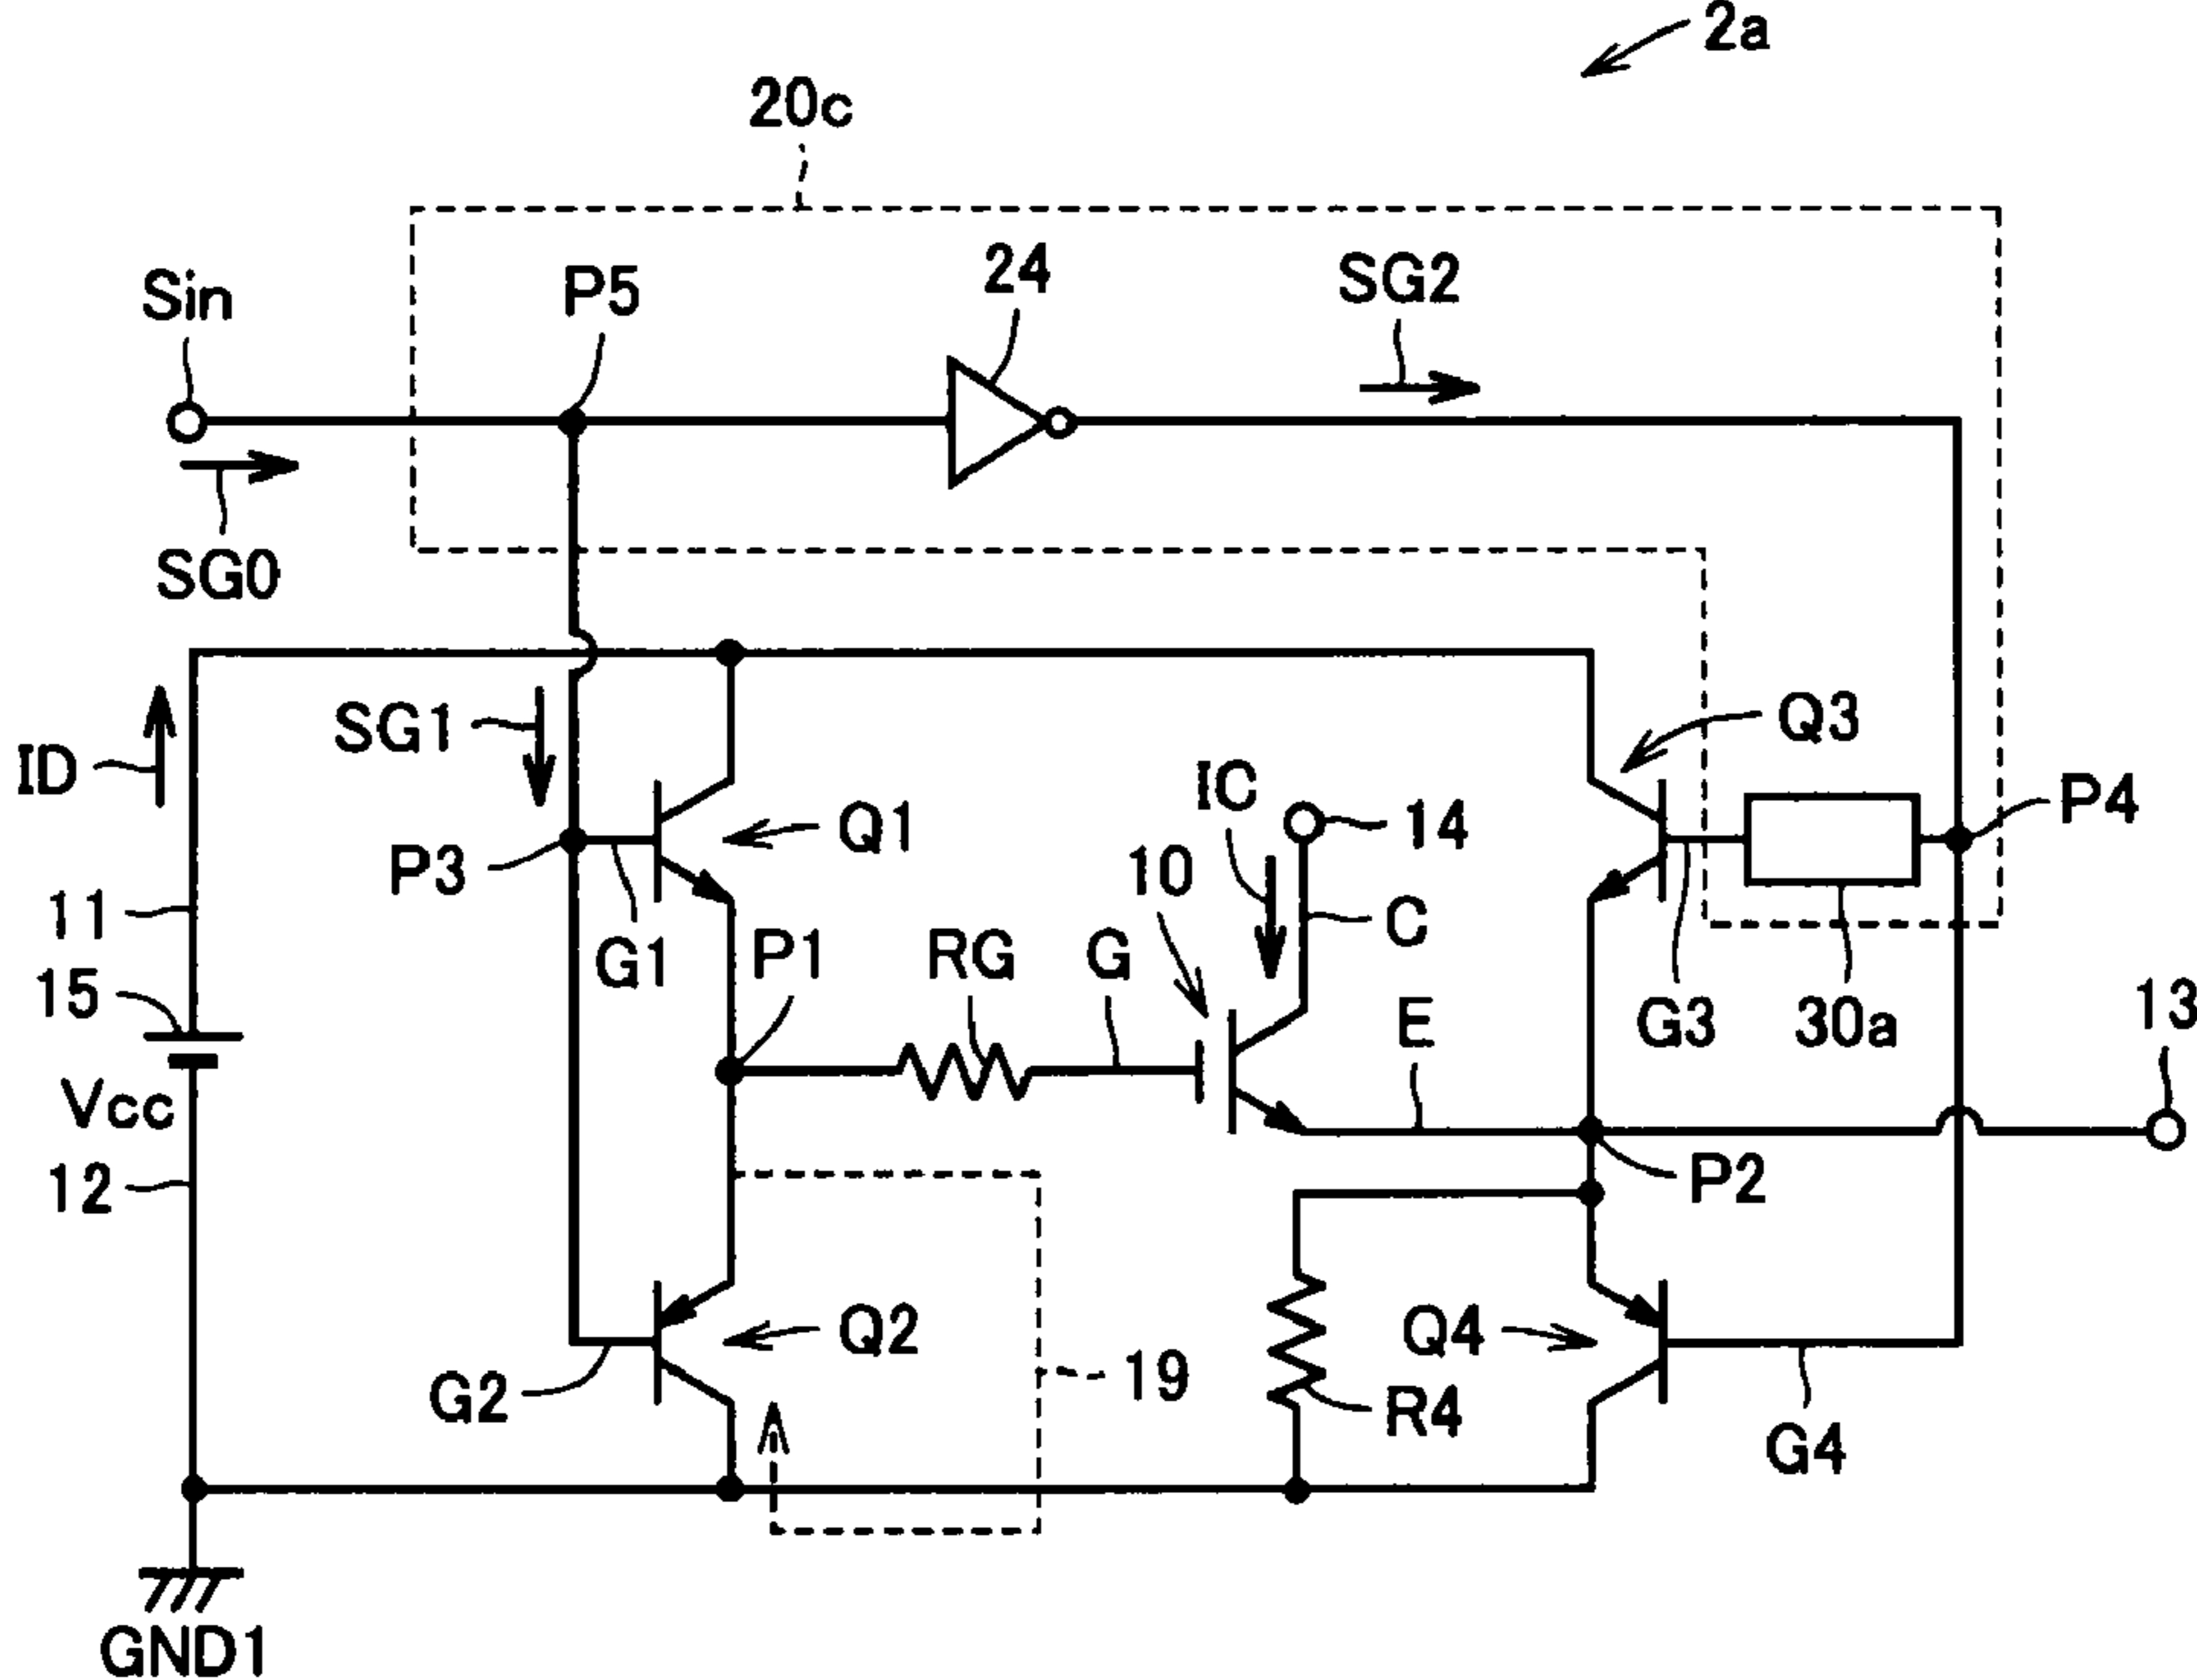 2a
20c
Sin
P5
24
SG2
SG0
SG1
ID
Q3
P4
IC
14
Q1
P3
10
11
G1
P1
RG
G
C
15
E
G3
30a
13
Vcc
12
P2
Q2
Q4
19
G2
R4
G4
GND1